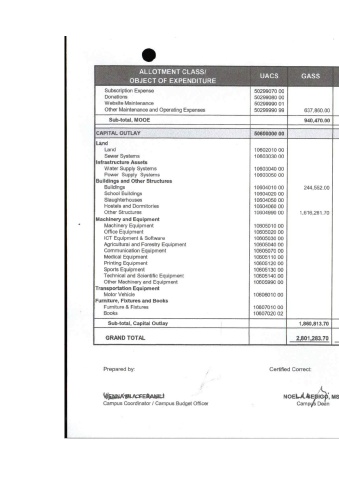 ALLOTMENT CLASS/ OBJECT OF EXPENDITURE UACS GASS
Subscription Expense 50299070 00
Donations 50299080 00
Website Maintenance 50299990 01
Other Maintenance and Operating Expenses 50299990 99 637,860.00
Sub-total, MOOE 940,470.00
CAPITAL OUTLAY 50600000 00
Land
Land 10602010 00
Sewer Systems 10603030 00
Infrastructure Assets
Water Supply Systems 10603040 00
Power Supply Systems 10603050 00
Buildings and Other Structures
Buildings 10604010 00 244,552.00
School Buildings 10604020 00
Slaughterhouses 10604050 00
Hostels and Dormitories 10604060 00
Other Structures 10604990 00 1,616,261.70
Machinery and Equipment
Machinery Equipment 10605010 00
Office Equipment 10605020 00
ICT Equipment & Software 10605030 00
Agricultural and Forestry Equipment 10605040 00
Communication Equipment 10605070 00
Medical Equipment 10605110 00
Printing Equipment 10605120 00
Sports Equipment 10605130 00
Technical and Scientific Equipment 10605140 00
Other Machinery and Equipment 10605990 00
Transportation Equipment
Motor Vehicle 10606010 00
Furniture, Fixtures and Books
Furniture & Fixtures 10607010 00
Books 10607020 02
Sub-total, Capital Outlay 1,860,813.70
GRAND TOTAL 2,801,283.70
Prepared by: Certified Correct:
NOEL MS
Campus Coordinator / Campus Budget Officer Campus Dean